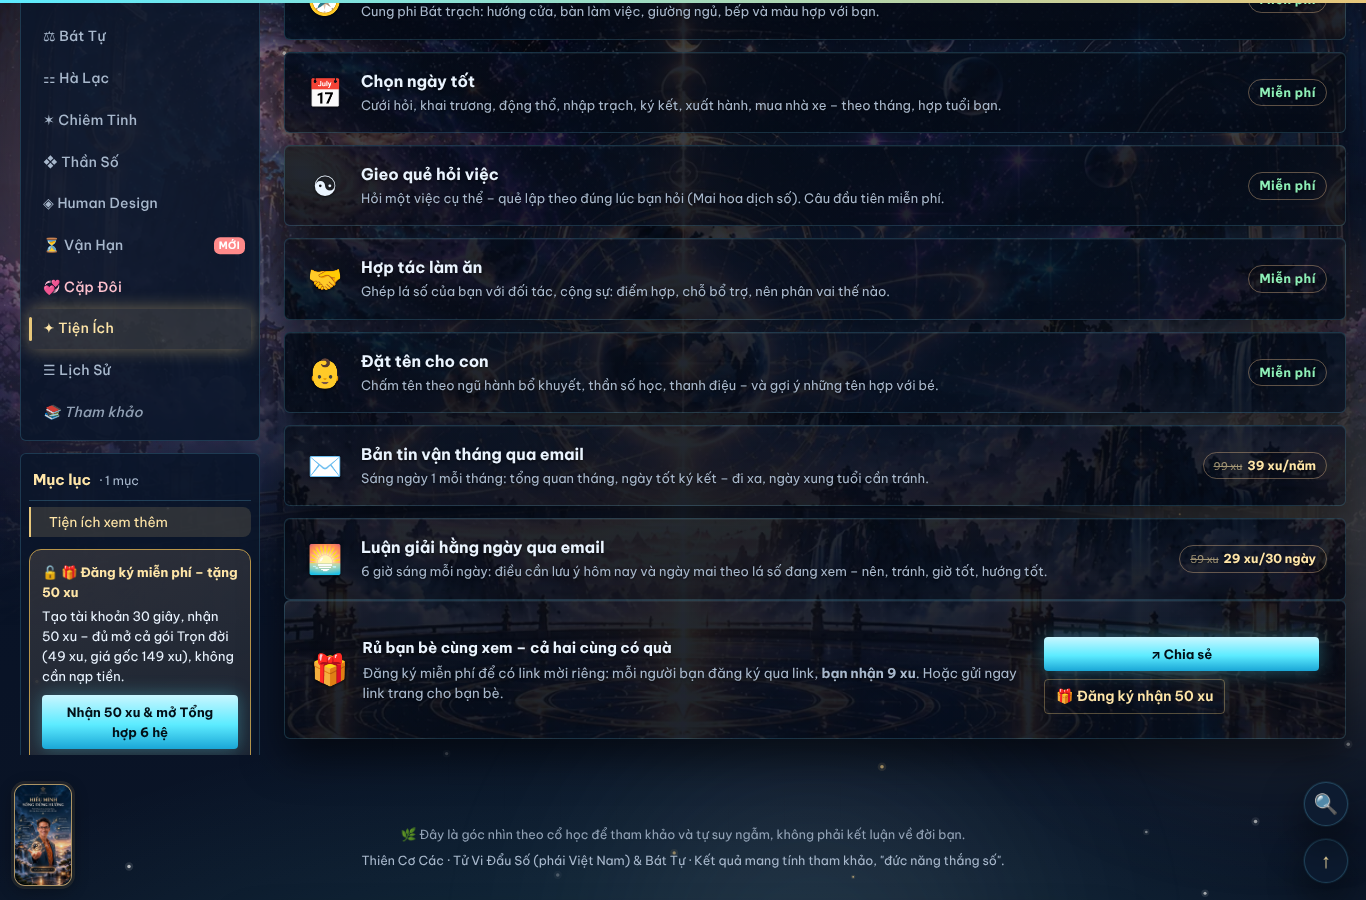 ⚖ Bát Tự
⚏ Hà Lạc
✶ Chiêm Tinh
❖ Thần Số
◈ Human Design
⏳ Vận Hạn MỚI
💞 Cặp Đôi
✦ Tiện Ích
☰ Lịch Sử
📚 Tham khảo
Mục lục · 1 mục
Tiện ích xem thêm
🔓 🎁 Đăng ký miễn phí – tặng
50 xu
Tạo tài khoản 30 giây, nhận
50 xu – đủ mở cả gói Trọn đời
(49 xu, giá gốc 149 xu), không
cần nạp tiền.
Nhận 50 xu & mở Tổng
hợp 6 hệ
Cung phi Bát trạch: hướng cửa, bàn làm việc, giường ngủ, bếp và màu hợp với bạn.
Miễn phí
Chọn ngày tốt
Cưới hỏi, khai trương, động thổ, nhập trạch, ký kết, xuất hành, mua nhà xe – theo tháng, hợp tuổi bạn.
Miễn phí
Gieo quẻ hỏi việc
Hỏi một việc cụ thể – quẻ lập theo đúng lúc bạn hỏi (Mai hoa dịch số). Câu đầu tiên miễn phí.
Miễn phí
Hợp tác làm ăn
Ghép lá số của bạn với đối tác, cộng sự: điểm hợp, chỗ bổ trợ, nên phân vai thế nào.
Miễn phí
Đặt tên cho con
Chấm tên theo ngũ hành bổ khuyết, thần số học, thanh điệu – và gợi ý những tên hợp với bé.
Miễn phí
Bản tin vận tháng qua email
Sáng ngày 1 mỗi tháng: tổng quan tháng, ngày tốt ký kết – đi xa, ngày xung tuổi cần tránh.
99 xu 39 xu/năm
Luận giải hằng ngày qua email
6 giờ sáng mỗi ngày: điều cần lưu ý hôm nay và ngày mai theo lá số đang xem – nên, tránh, giờ tốt, hướng tốt.
59 xu 29 xu/30 ngày
Rủ bạn bè cùng xem – cả hai cùng có quà
Đăng ký miễn phí để có link mời riêng: mỗi người bạn đăng ký qua link, bạn nhận 9 xu. Hoặc gửi ngay
link trang cho bạn bè.
↗ Chia sẻ
🎁 Đăng ký nhận 50 xu
HIỂU MÌNH
🌿 Đây là góc nhìn theo cổ học để tham khảo và tự suy ngẫm, không phải kết luận về đời bạn.
Thiên Cơ Các · Tử Vi Đẩu Số (phái Việt Nam) & Bát Tự · Kết quả mang tính tham khảo, "đức năng thắng số".